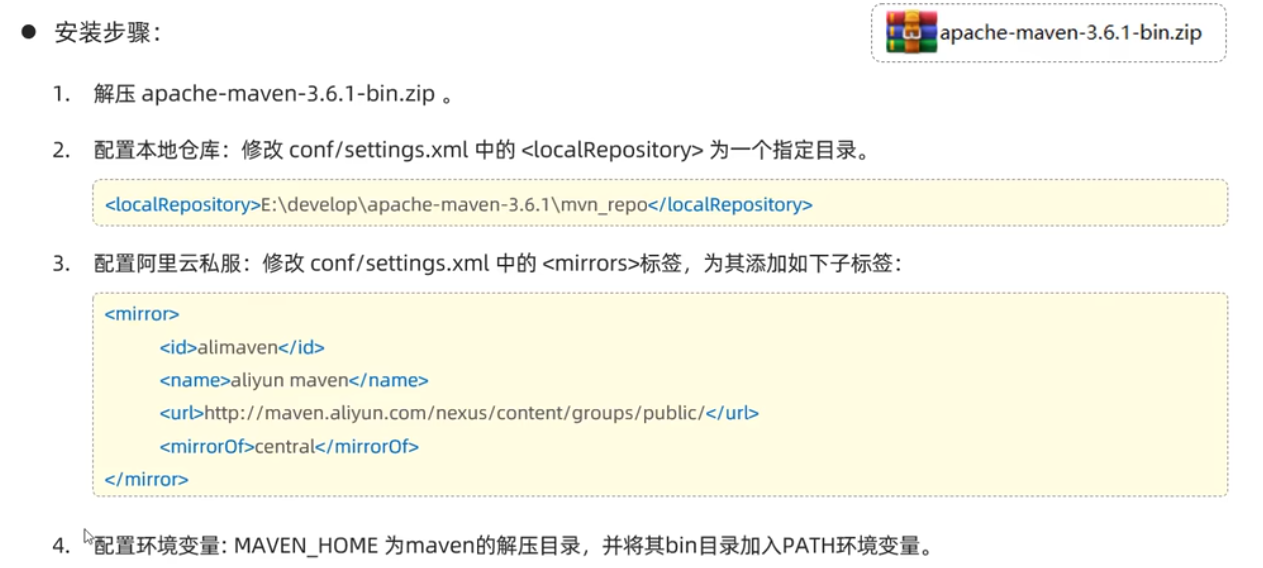 ● 安装步骤：
apache-maven-3.6.1-bin.zip
1. 解压 apache-maven-3.6.1-bin.zip 。
2. 配置本地仓库：修改 conf/settings.xml 中的 <localRepository> 为一个指定目录。
<localRepository>E:\develop\apache-maven-3.6.1\mvn_repo</localRepository>
3. 配置阿里云私服：修改 conf/settings.xml 中的 <mirrors>标签，为其添加如下子标签：
<mirror>
<id>alimaven</id>
<name>aliyun maven</name>
<url>http://maven.aliyun.com/nexus/content/groups/public/</url>
<mirrorOf>central</mirrorOf>
</mirror>
4. 配置环境变量: MAVEN_HOME 为maven的解压目录，并将其bin目录加入PATH环境变量。